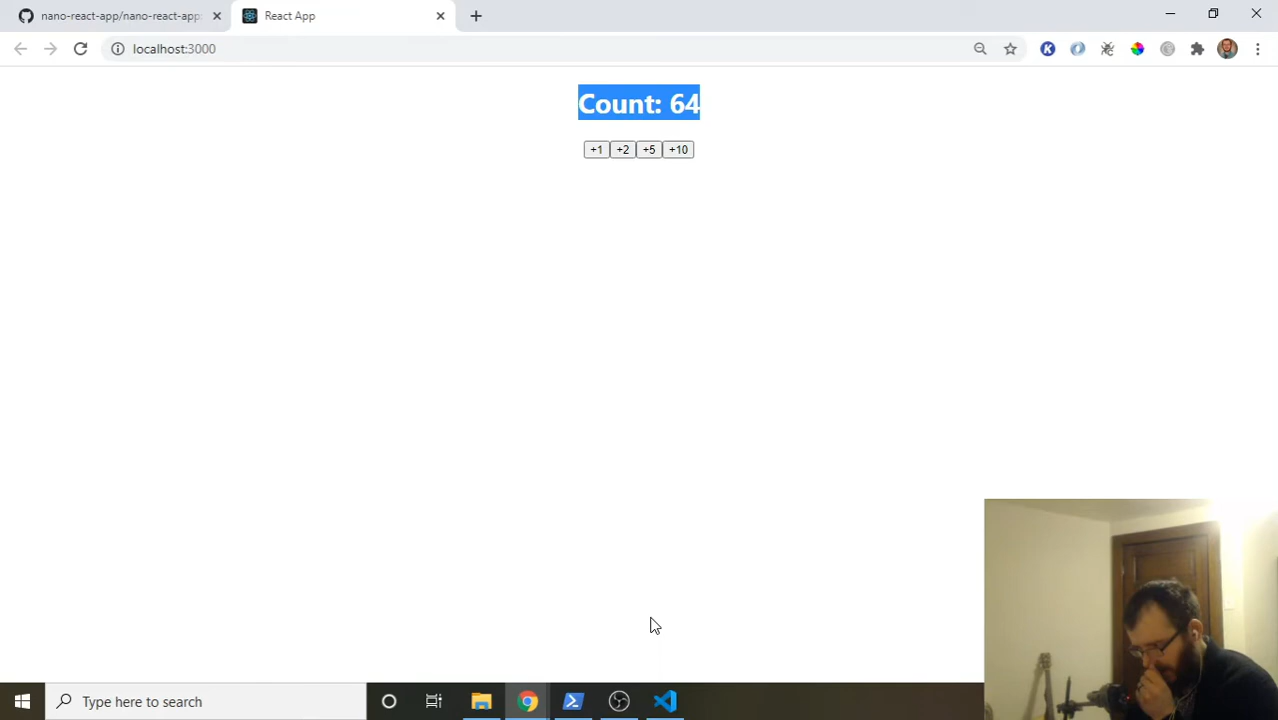 nano-react-app/nano-react-app:
React App
localhost:3000
Count: 64
+1 +2 +5 +10
Type here to search